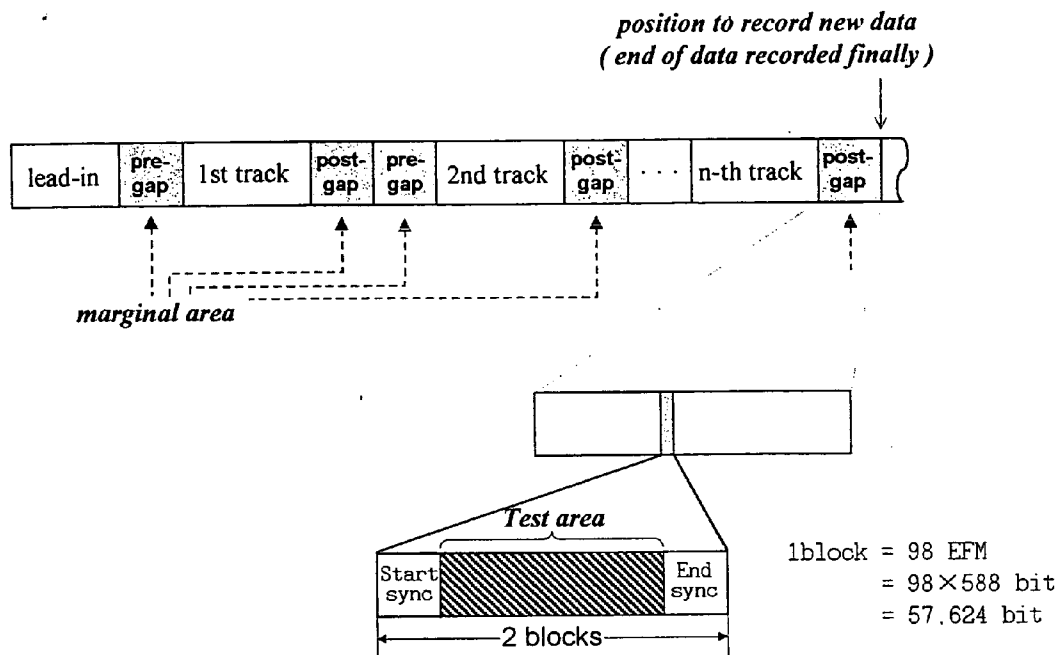 position to record new data
( end of data recorded finally )
lead-in
pre-
gap
1st track
post-
gap
pre-
gap
2nd track
post-
gap
· · ·
n-th track
post-
gap
marginal area
Test area
Start
sync
End
sync
2 blocks
1block = 98 EFM
= 98×588 bit
= 57.624 bit